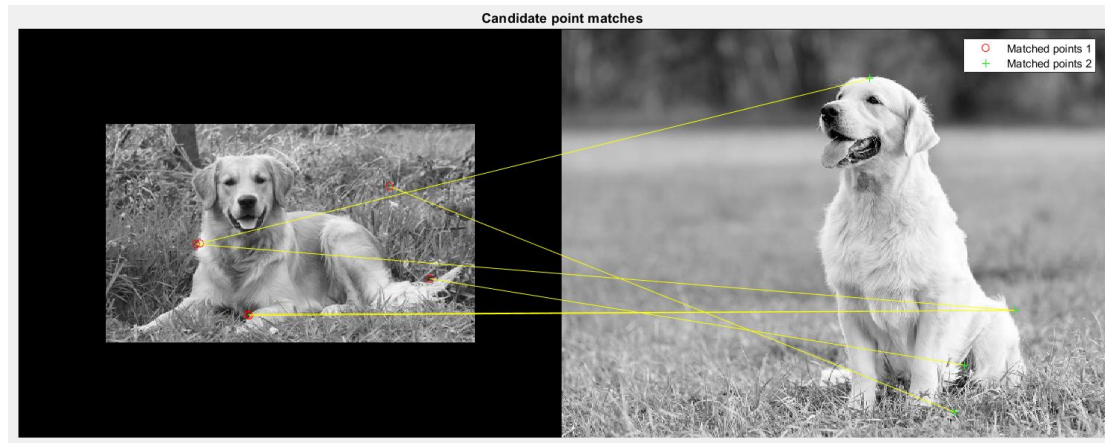 Candidate point matches
Matched points 1
Matched points 2